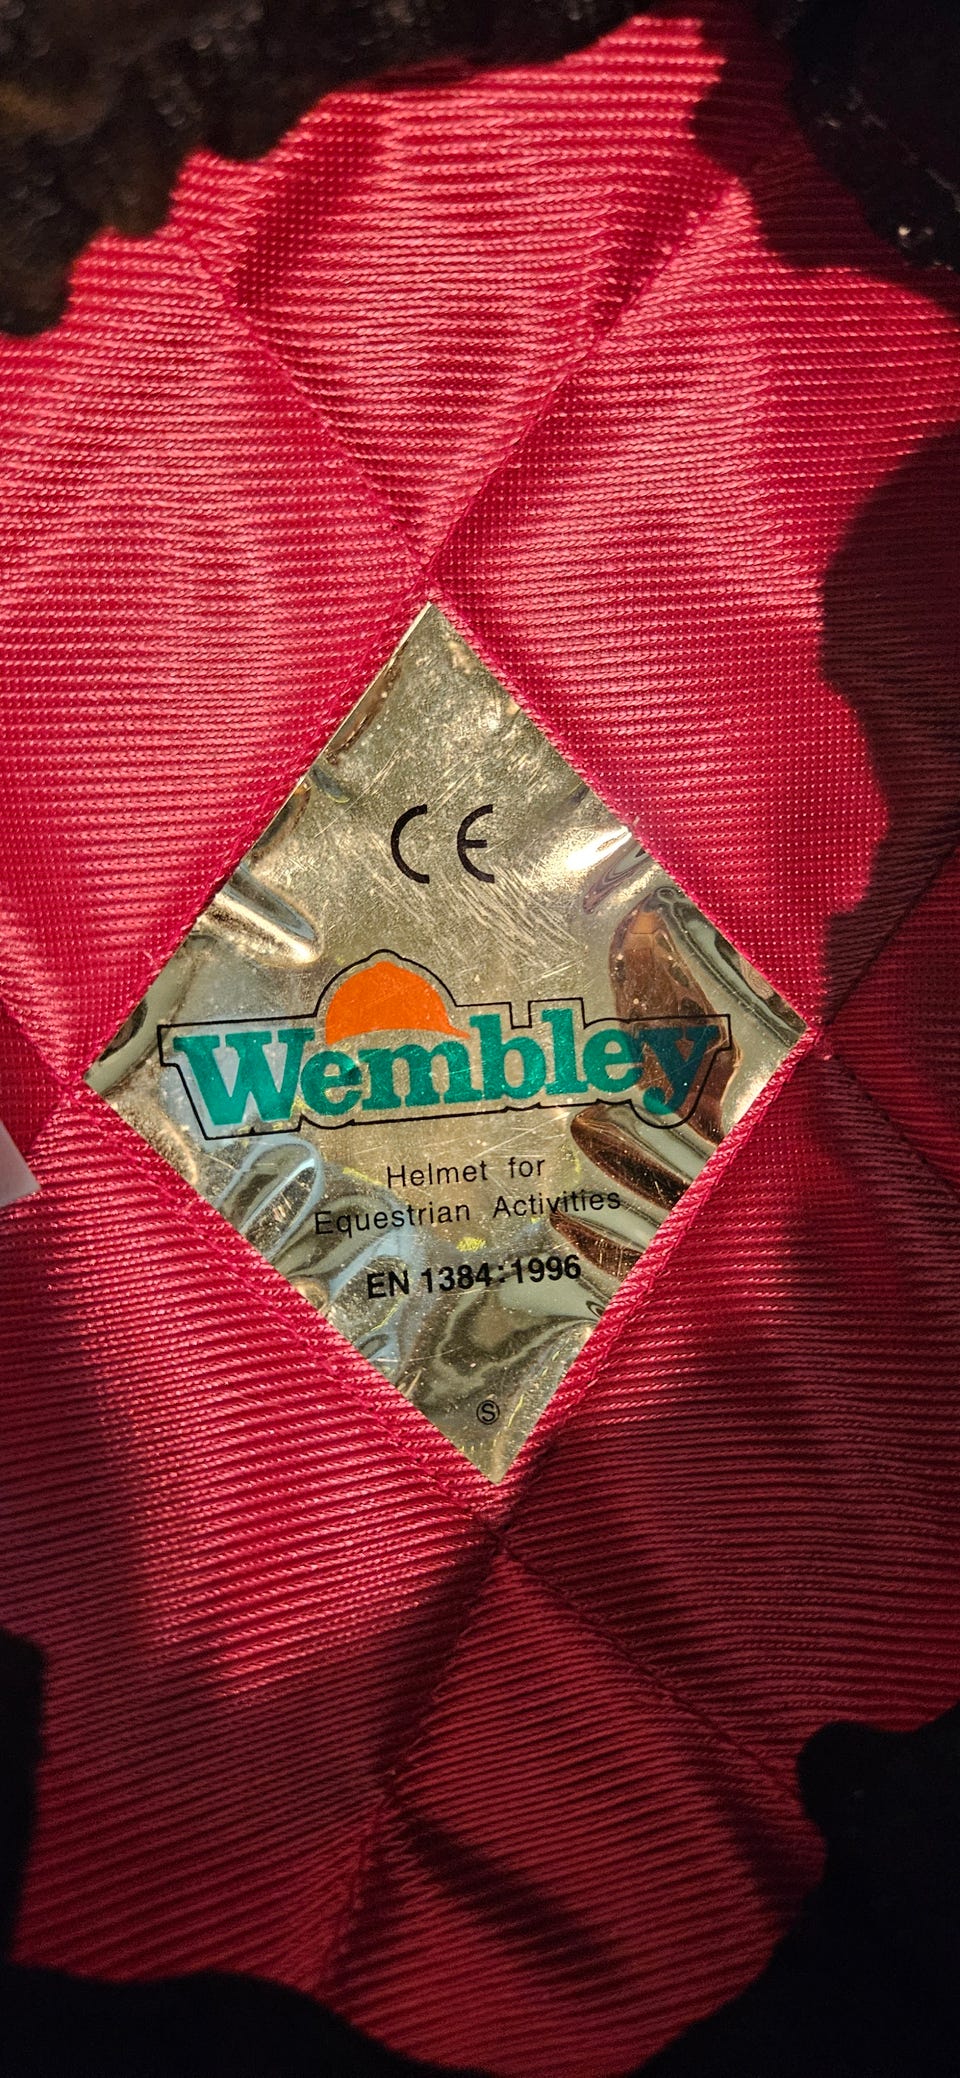 CE
Wembley
Helmet for
Equestrian Activities
EN 1384:1996
Ⓢ